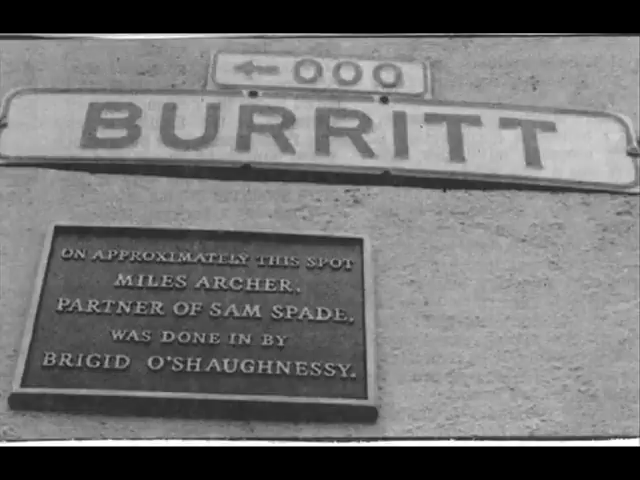 ← 000
BURRITT
ON APPROXIMATELY THIS SPOT
MILES ARCHER,
PARTNER OF SAM SPADE,
WAS DONE IN BY
BRIGID O'SHAUGHNESSY.